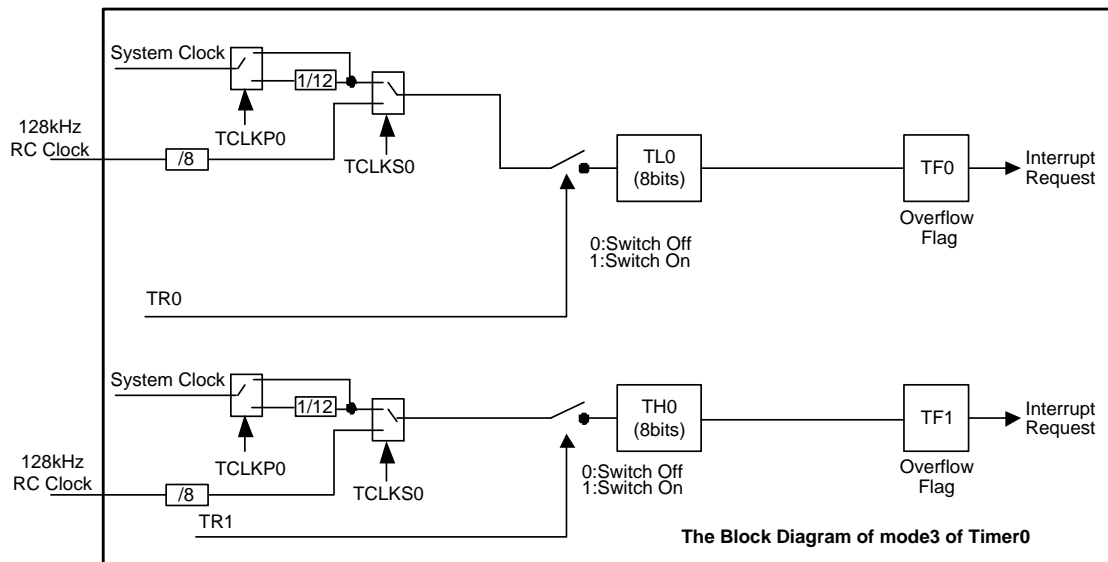 System Clock
1/12
128kHz
RC Clock
TCLKP0
/8
TCLKS0
TL0
(8bits)
TF0
Interrupt
Request
Overflow
Flag
0:Switch Off
1:Switch On
TR0
System Clock
1/12
128kHz
RC Clock
TCLKP0
/8
TCLKS0
TH0
(8bits)
TF1
Interrupt
Request
Overflow
Flag
0:Switch Off
1:Switch On
TR1
The Block Diagram of mode3 of Timer0